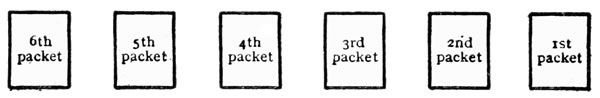 6th
packet
5th
packet
4th
packet
3rd
packet
2nd
packet
1st
packet